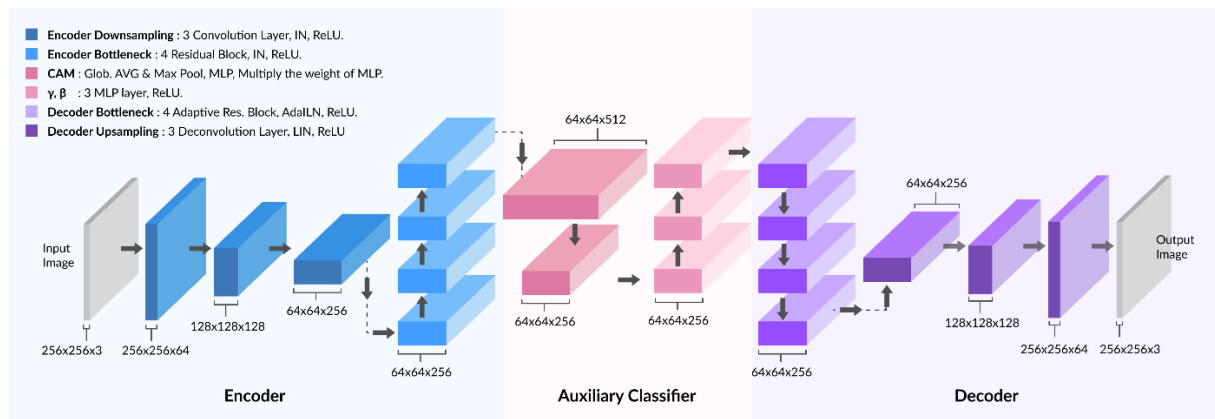 Encoder Downsampling : 3 Convolution Layer, IN, ReLU.
Encoder Bottleneck : 4 Residual Block, IN, ReLU.
CAM : Glob. AVG & Max Pool, MLP, Multiply the weight of MLP.
γ, β : 3 MLP layer, ReLU.
Decoder Bottleneck : 4 Adaptive Res. Block, AdaILN, ReLU.
Decoder Upsampling : 3 Deconvolution Layer, LIN, ReLU
Input
Image
256x256x3
256x256x64
128x128x128
64x64x256
64x64x256
64x64x512
64x64x256
64x64x256
64x64x256
64x64x256
128x128x128
256x256x64
256x256x3
Output
Image
Encoder
Auxiliary Classifier
Decoder